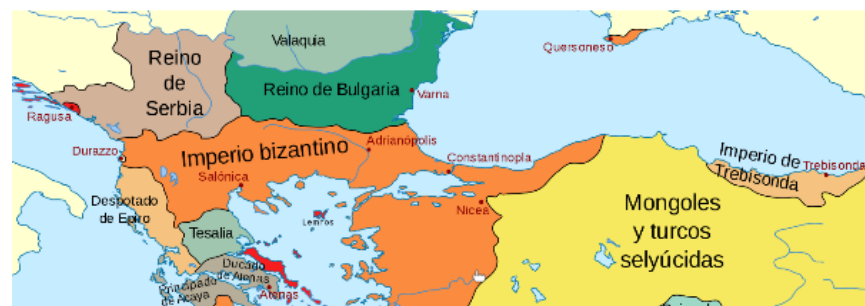 Valaquia
Quersoneso
Reino
de
Serbia
Reino de Bulgaria
Varna
Ragusa
Durazzo
Imperio bizantino
Adrianópolis
Constantinopla
Imperio de
Trebisonda
Trebisonda
Salónica
Despotado
de Epiro
Nicea
Mongoles
y turcos
selyúcidas
Tesalia
Lemnos
Ducado
de Atenas
Atenas
Principado
de Acaya